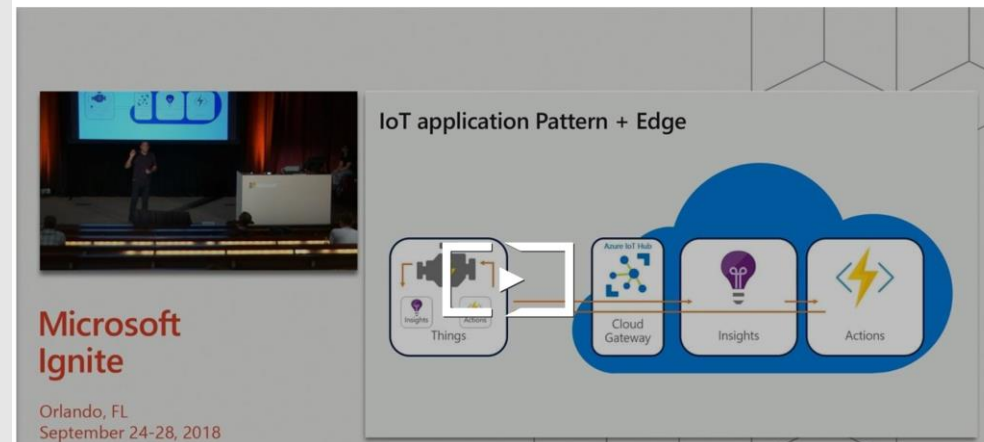 IoT application Pattern + Edge
Azure IoT Hub
Insights
Actions
Things
Cloud
Gateway
Insights
Actions
Microsoft
Ignite
Orlando, FL
September 24-28, 2018